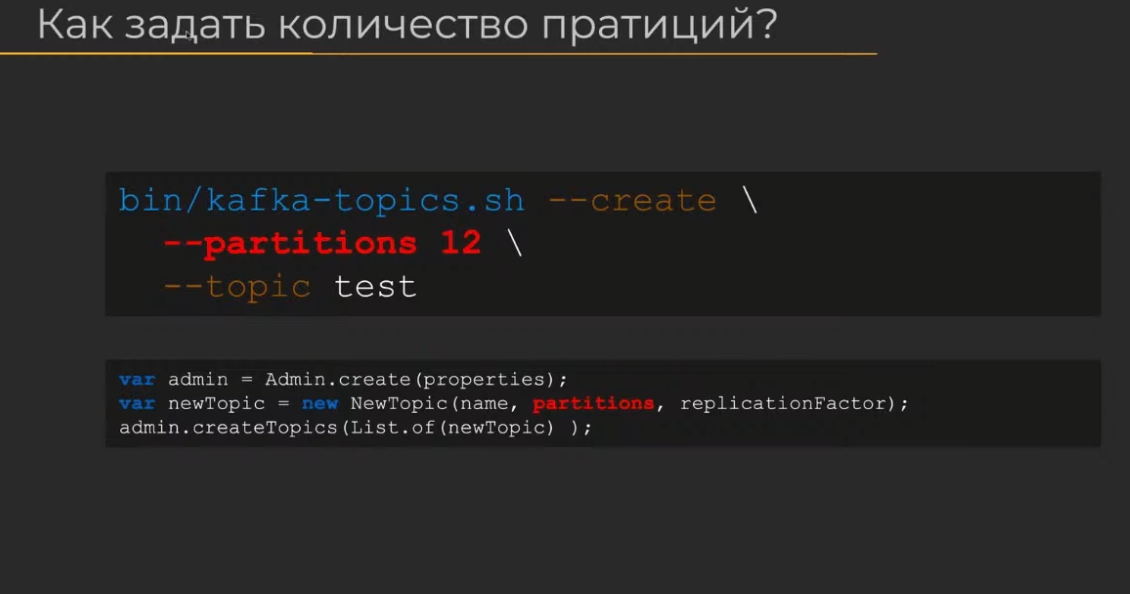 Как задать количество пратиций?
bin/kafka-topics.sh --create \
--partitions 12 \
--topic test
var admin = Admin.create(properties);
var newTopic = new NewTopic(name, partitions, replicationFactor);
admin.createTopics(List.of(newTopic) );